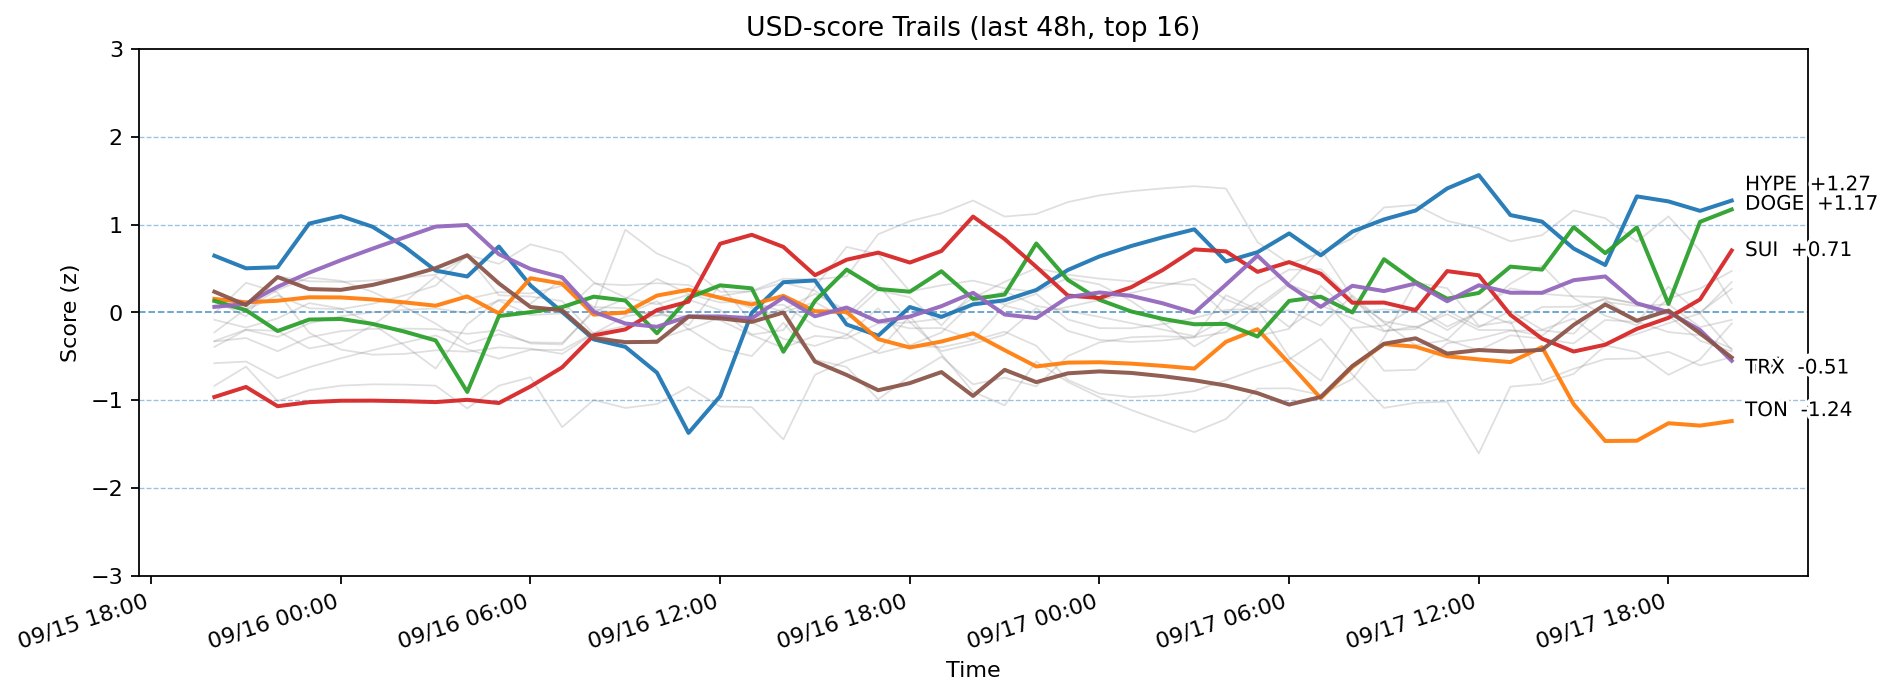 USD-score Trails (last 48h, top 16)
Score (z)
3
2
1
0
−1
−2
−3
HYPE +1.27
DOGE +1.17
SUI +0.71
TRX -0.51
TON -1.24
09/15 18:00
09/16 00:00
09/16 06:00
09/16 12:00
09/16 18:00
09/17 00:00
09/17 06:00
09/17 12:00
09/17 18:00
Time